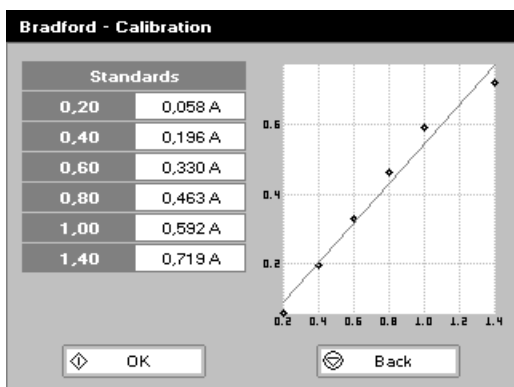 Bradford - Calibration
Standards
0,20 0,058 A
0,40 0,196 A
0,60 0,330 A
0,80 0,463 A
1,00 0,592 A
1,40 0,719 A
0.6
0.4
0.2
0.2 0.4 0.6 0.8 1.0 1.2 1.4
OK Back